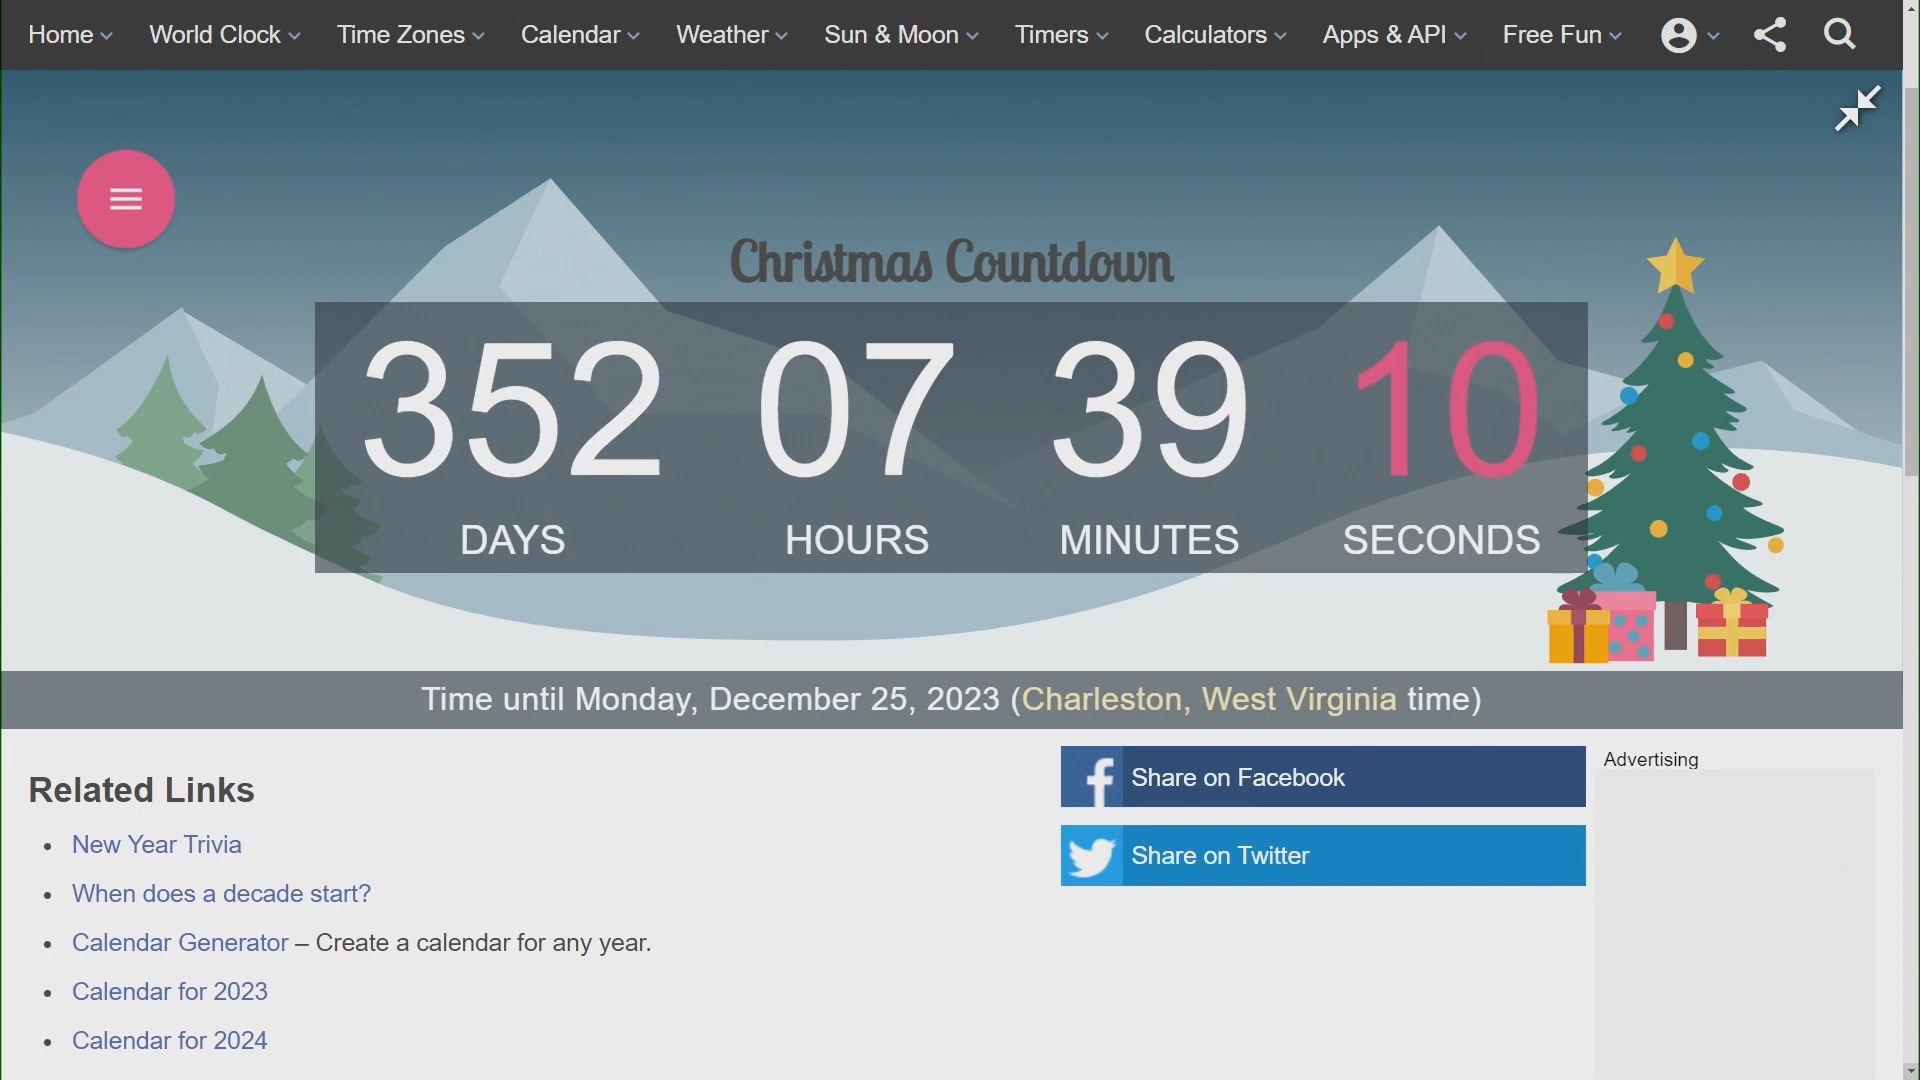 Home World Clock Time Zones Calendar Weather Sun & Moon Timers Calculators Apps & API Free Fun
Christmas Countdown
352 07 39 10
DAYS HOURS MINUTES SECONDS
Time until Monday, December 25, 2023 (Charleston, West Virginia time)
Related Links
New Year Trivia
When does a decade start?
Calendar Generator – Create a calendar for any year.
Calendar for 2023
Calendar for 2024
Share on Facebook
Share on Twitter
Advertising